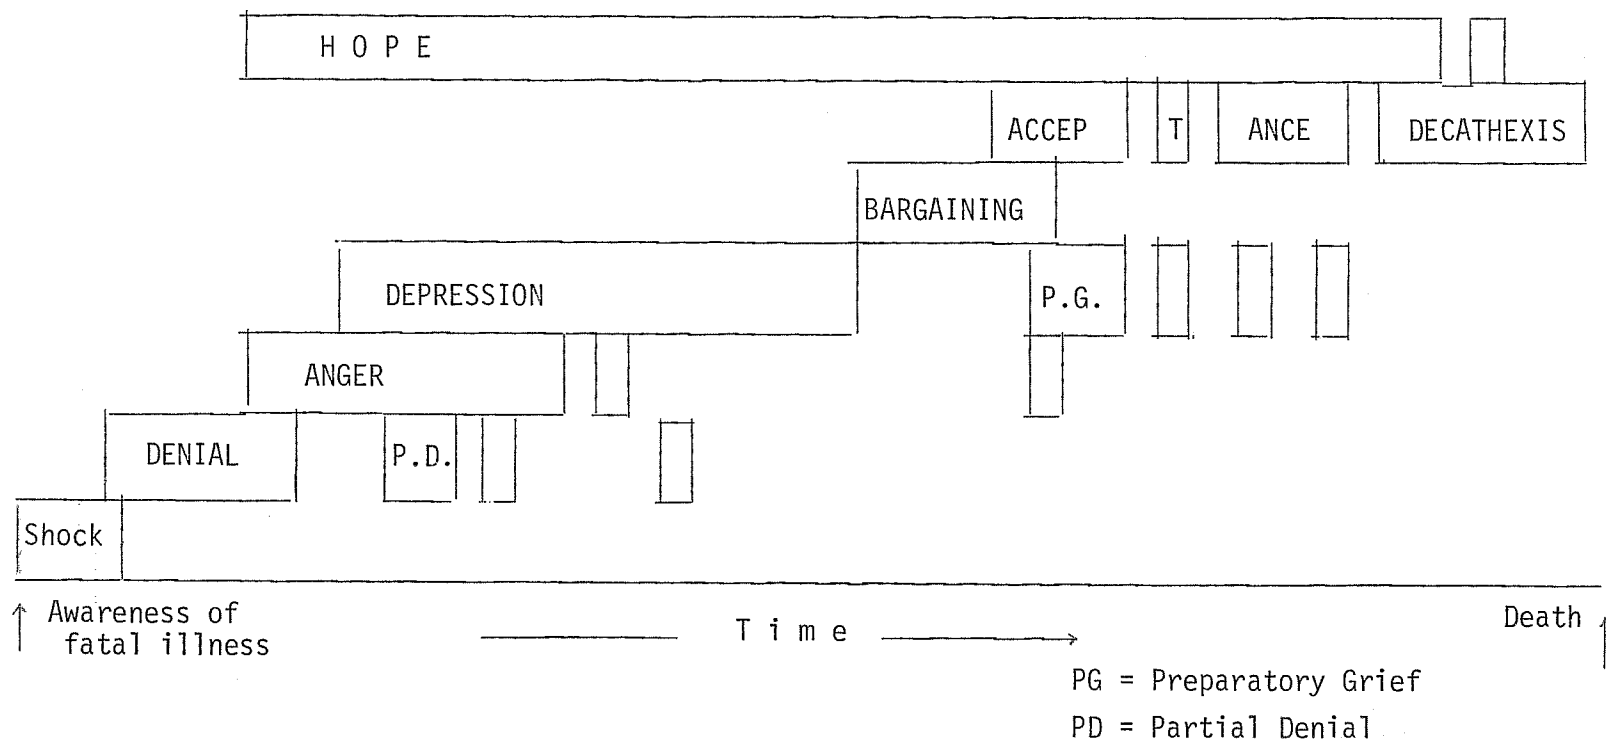 H O P E
ACCEP T ANCE DECATHEXIS
BARGAINING
DEPRESSION P.G.
ANGER
DENIAL P.D.
Shock
Awareness of
fatal illness
T i m e
Death
PG = Preparatory Grief
PD = Partial Denial